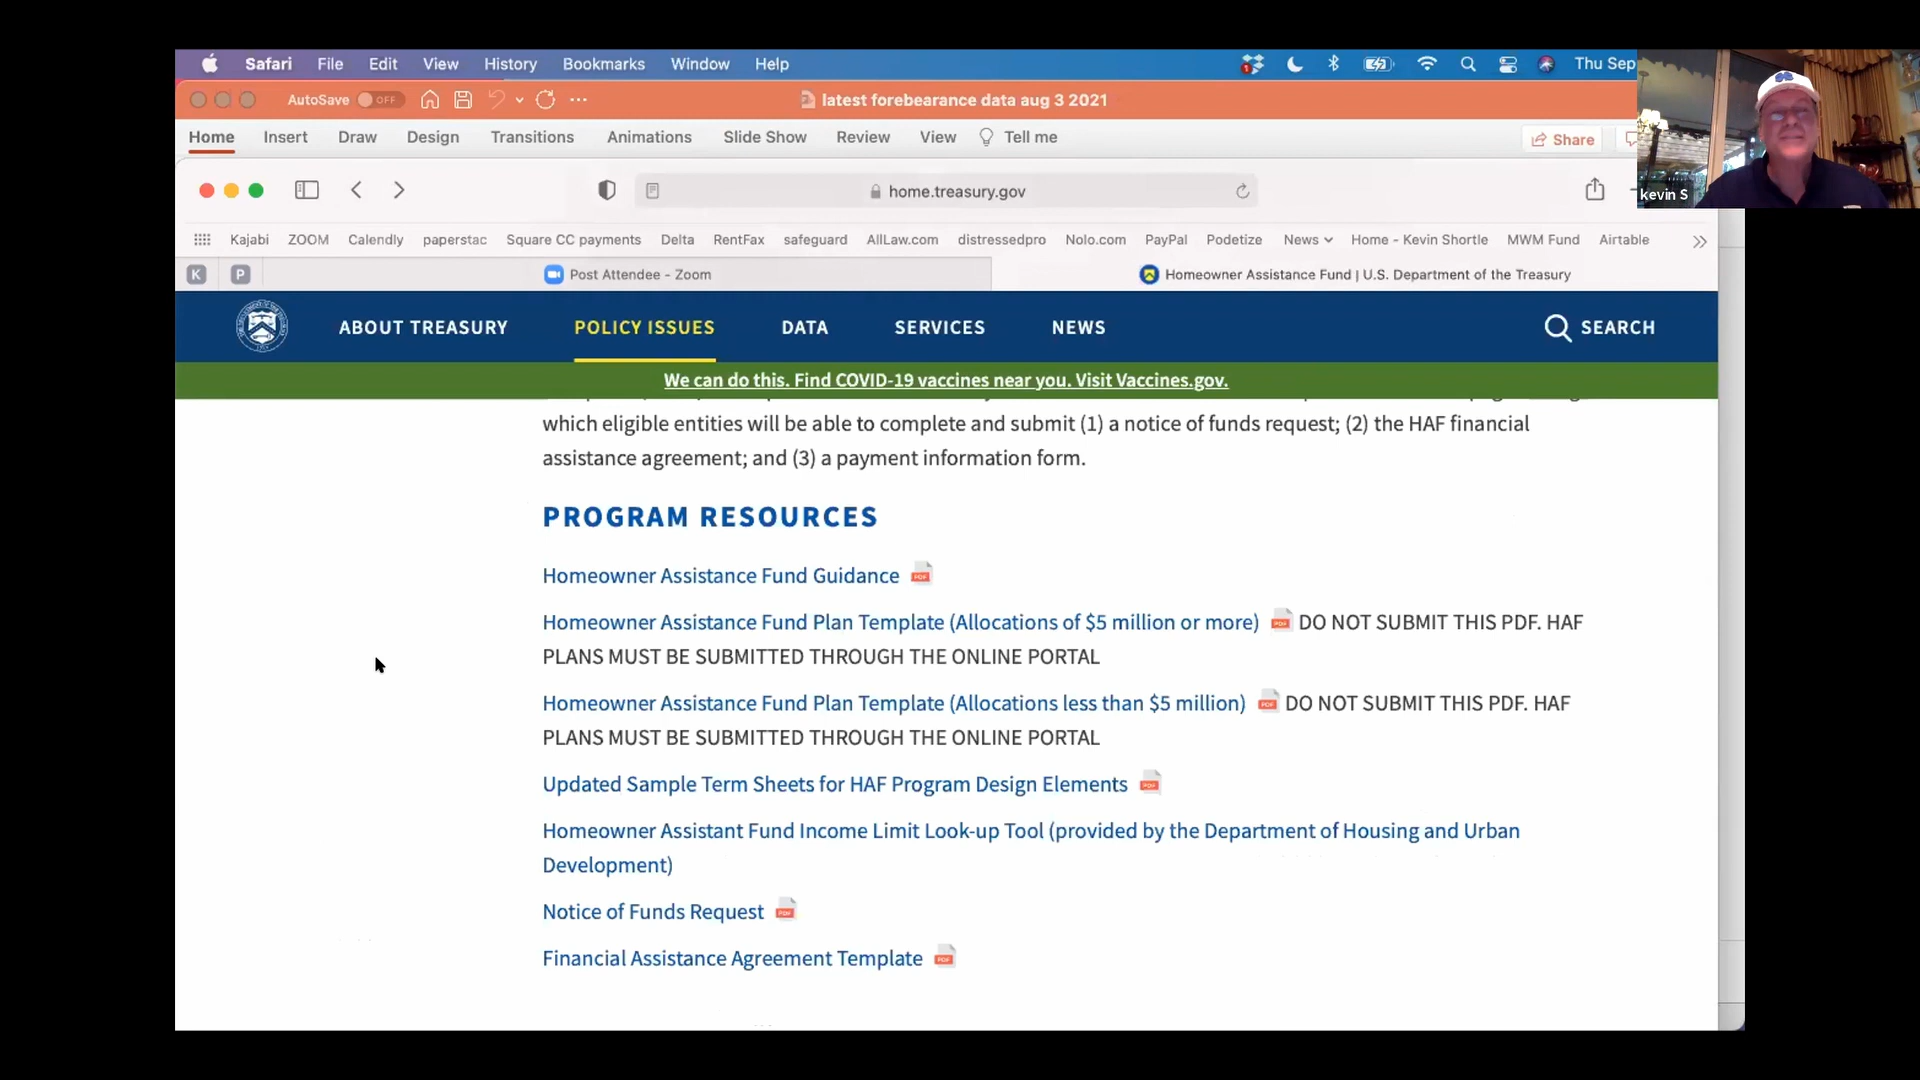 Safari File Edit View History Bookmarks Window Help Thu Sep
AutoSave OFF latest forebearance data aug 3 2021
Home Insert Draw Design Transitions Animations Slide Show Review View Tell me Share
home.treasury.gov
kevin S
Kajabi ZOOM Calendly paperstac Square CC payments Delta RentFax safeguard AllLaw.com distressedpro Nolo.com PayPal Podetize News Home - Kevin Shortle MWM Fund Airtable
K P Post Attendee - Zoom Homeowner Assistance Fund | U.S. Department of the Treasury
ABOUT TREASURY POLICY ISSUES DATA SERVICES NEWS SEARCH
We can do this. Find COVID-19 vaccines near you. Visit Vaccines.gov.
which eligible entities will be able to complete and submit (1) a notice of funds request; (2) the HAF financial
assistance agreement; and (3) a payment information form.
PROGRAM RESOURCES
Homeowner Assistance Fund Guidance PDF
Homeowner Assistance Fund Plan Template (Allocations of $5 million or more) PDF DO NOT SUBMIT THIS PDF. HAF
PLANS MUST BE SUBMITTED THROUGH THE ONLINE PORTAL
Homeowner Assistance Fund Plan Template (Allocations less than $5 million) PDF DO NOT SUBMIT THIS PDF. HAF
PLANS MUST BE SUBMITTED THROUGH THE ONLINE PORTAL
Updated Sample Term Sheets for HAF Program Design Elements PDF
Homeowner Assistant Fund Income Limit Look-up Tool (provided by the Department of Housing and Urban
Development)
Notice of Funds Request PDF
Financial Assistance Agreement Template PDF